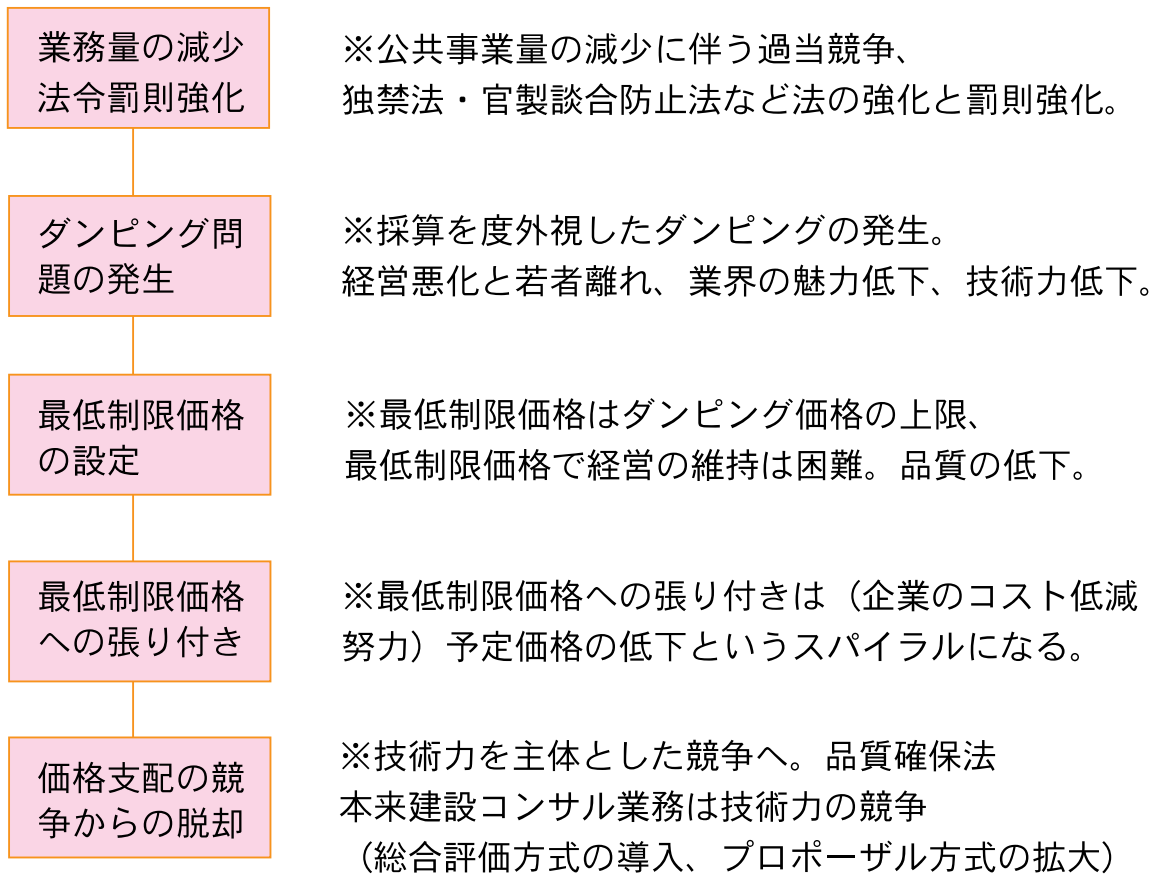 業務量の減少
法令罰則強化
※公共事業量の減少に伴う過当競争、
独禁法・官製談合防止法など法の強化と罰則強化。
ダンピング問
題の発生
※採算を度外視したダンピングの発生。
経営悪化と若者離れ、業界の魅力低下、技術力低下。
最低制限価格
の設定
※最低制限価格はダンピング価格の上限、
最低制限価格で経営の維持は困難。品質の低下。
最低制限価格
への張り付き
※最低制限価格への張り付きは（企業のコスト低減
努力）予定価格の低下というスパイラルになる。
価格支配の競
争からの脱却
※技術力を主体とした競争へ。品質確保法
本来建設コンサル業務は技術力の競争
（総合評価方式の導入、プロポーザル方式の拡大）